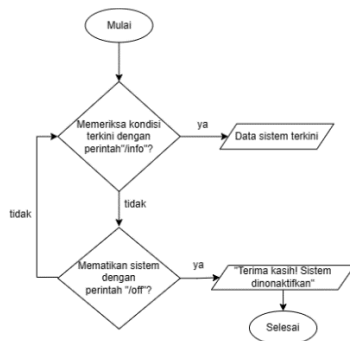 Mulai
Memeriksa kondisi
terkini dengan
perintah"/info"?
ya
Data sistem terkini
tidak
tidak
Mematikan sistem
dengan
perintah "/off"?
ya
"Terima kasih! Sistem
dinonaktifkan"
Selesai